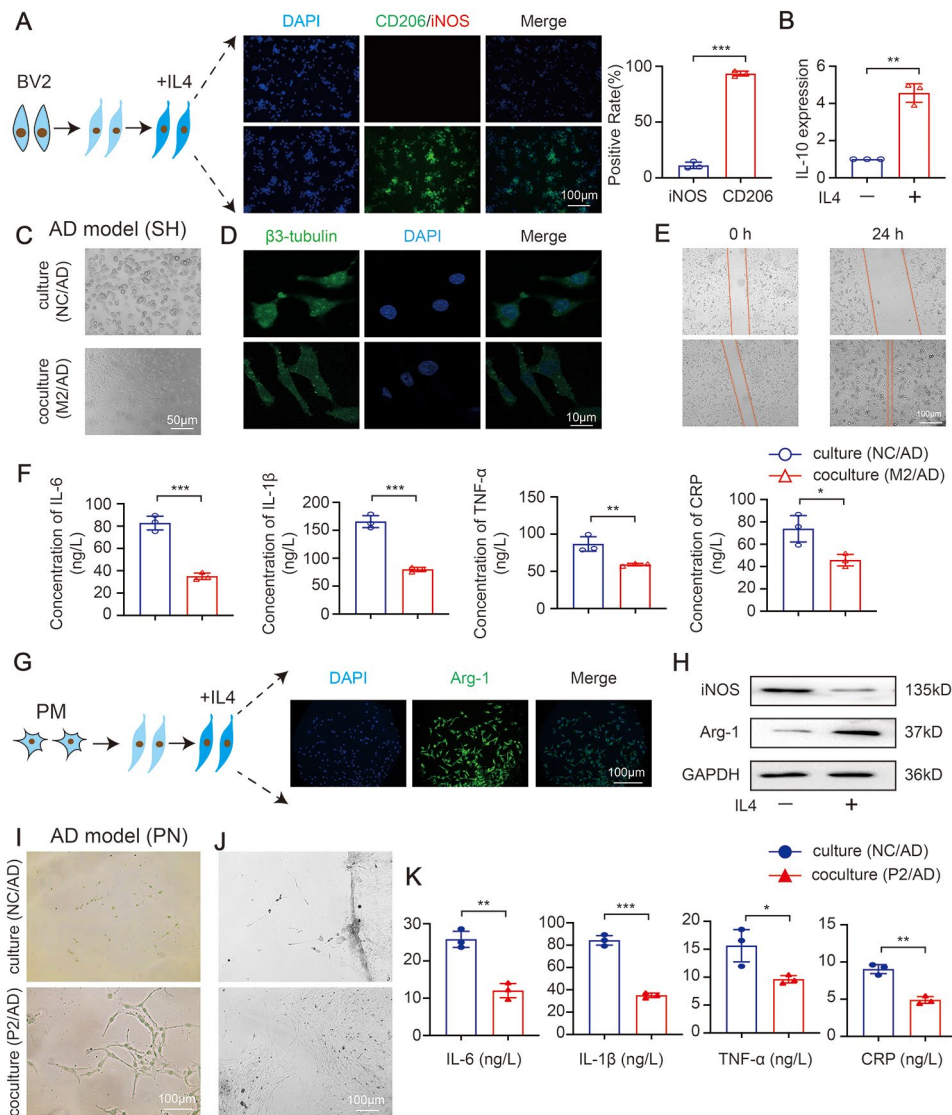 A
BV2
+IL4
DAPI
CD206/iNOS
Merge
100μm
Positive Rate(%)
100
50
0
***
iNOS
CD206
B
IL-10 expression
6
4
2
0
**
IL4
—
+
C
AD model (SH)
culture
(NC/AD)
coculture
(M2/AD)
50μm
D
β3-tubulin
DAPI
Merge
10μm
E
0 h
24 h
100μm
culture (NC/AD)
coculture (M2/AD)
F
Concentration of IL-6
(ng/L)
100
80
60
40
20
0
***
Concentration of IL-1β
(ng/L)
200
150
100
50
0
***
Concentration of TNF-α
(ng/L)
150
100
50
0
**
Concentration of CRP
(ng/L)
100
80
60
40
20
0
*
G
PM
+IL4
DAPI
Arg-1
Merge
100μm
H
iNOS
135kD
Arg-1
37kD
GAPDH
36kD
IL4
—
+
I
AD model (PN)
culture (NC/AD)
coculture (P2/AD)
100μm
J
100μm
culture (NC/AD)
coculture (P2/AD)
K
30
20
10
0
**
IL-6 (ng/L)
100
80
60
40
20
0
***
IL-1β (ng/L)
20
15
10
5
0
*
TNF-α (ng/L)
15
10
5
0
**
CRP (ng/L)